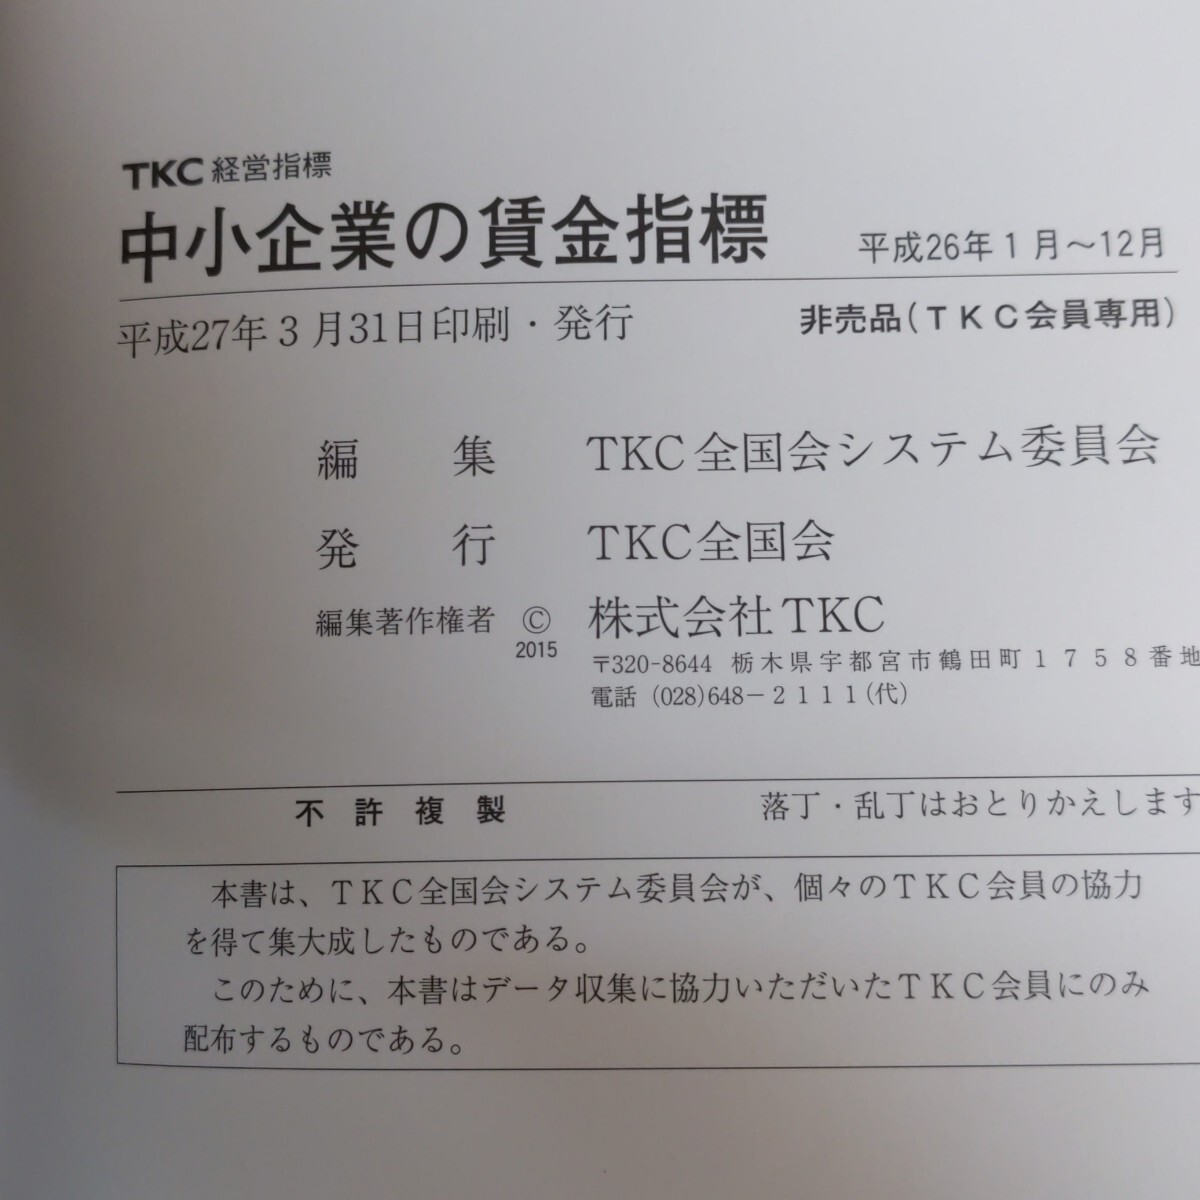 TKC 経営指標
中小企業の賃金指標 平成26年1月～12月
平成27年3月31日印刷・発行 非売品(TKC会員専用)
編集 TKC全国会システム委員会
発行 TKC全国会
編集著作権者 © 2015 株式会社TKC
〒320-8644 栃木県宇都宮市鶴田町1758番地
電話 (028)648－2111(代)
不許複製 落丁・乱丁はおとりかえします
本書は、TKC全国会システム委員会が、個々のTKC会員の協力
を得て集大成したものである。
このために、本書はデータ収集に協力いただいたTKC会員にのみ
配布するものである。